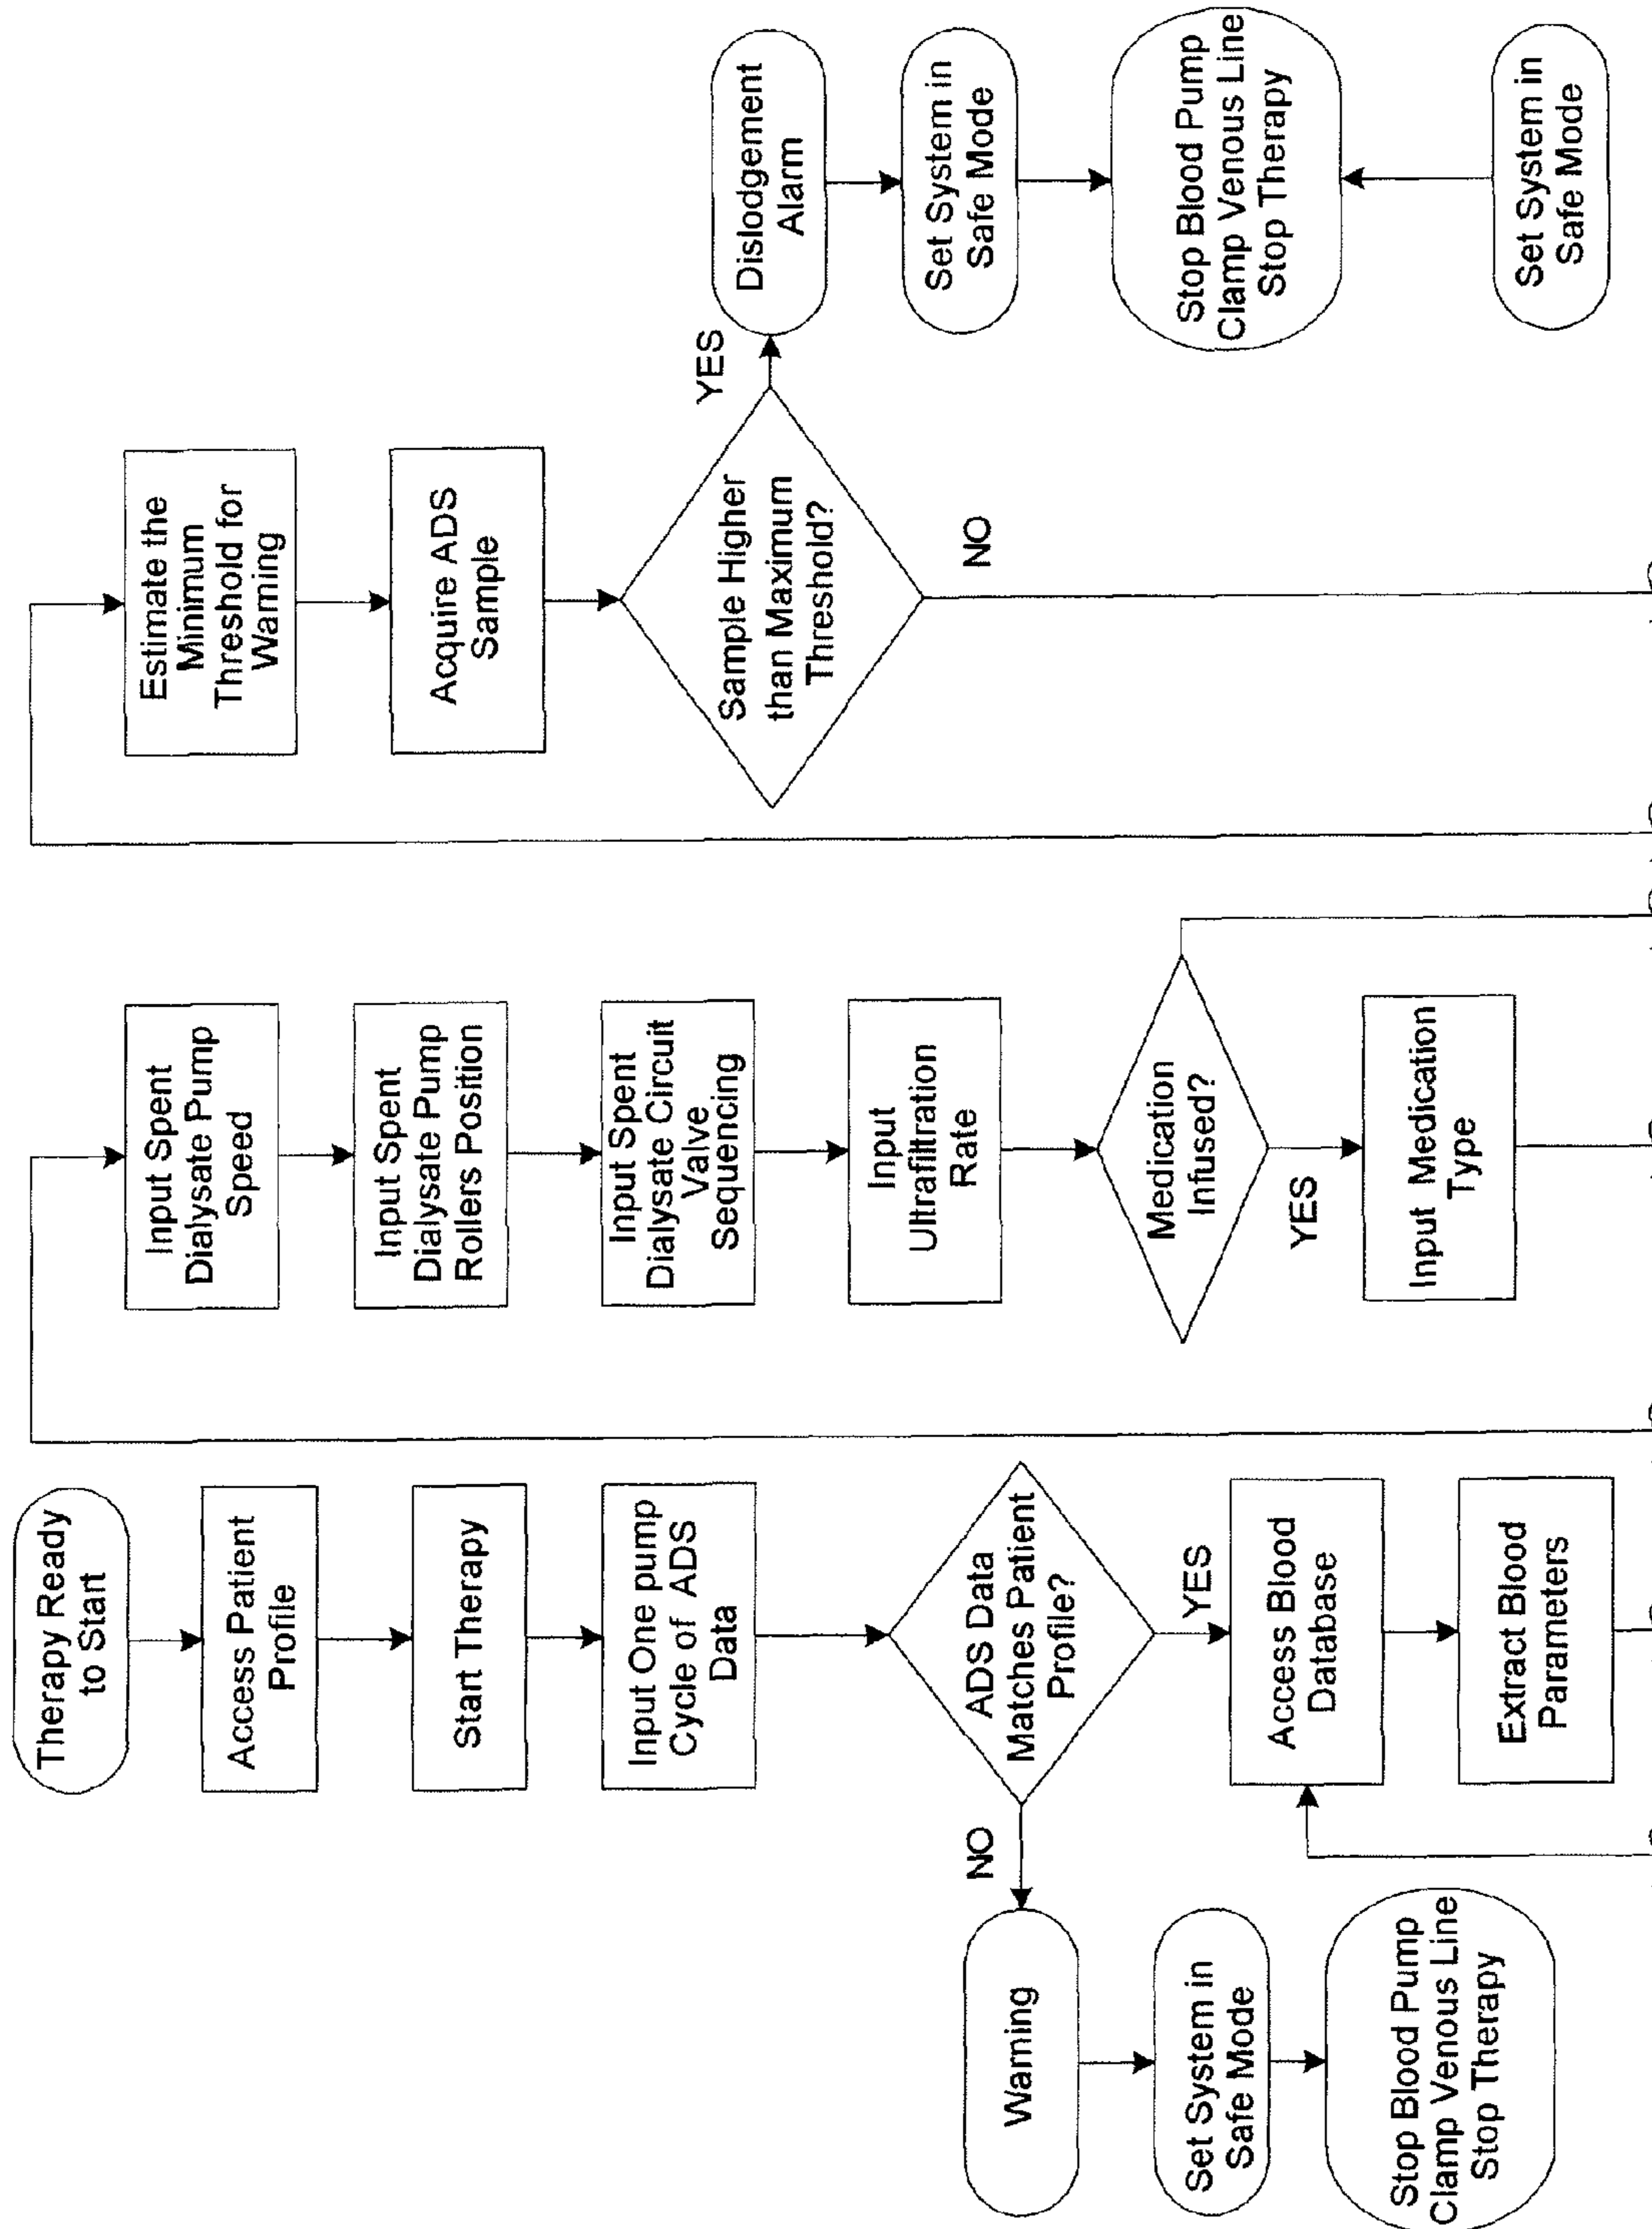 Therapy Ready
to Start
Access Patient
Profile
Start Therapy
Input One pump
Cycle of ADS
Data
ADS Data
Matches Patient
Profile?
NO
YES
Warning
Set System in
Safe Mode
Stop Blood Pump
Clamp Venous Line
Stop Therapy
Access Blood
Database
Extract Blood
Parameters
Input Spent
Dialysate Pump
Speed
Input Spent
Dialysate Pump
Rollers Position
Input Spent
Dialysate Circuit
Valve
Sequencing
Input
Ultrafiltration
Rate
Medication
Infused?
YES
Input Medication
Type
Estimate the
Minimum
Threshold for
Warning
Acquire ADS
Sample
Sample Higher
than Maximum
Threshold?
YES
NO
Dislodgement
Alarm
Set System in
Safe Mode
Stop Blood Pump
Clamp Venous Line
Stop Therapy
Set System in
Safe Mode